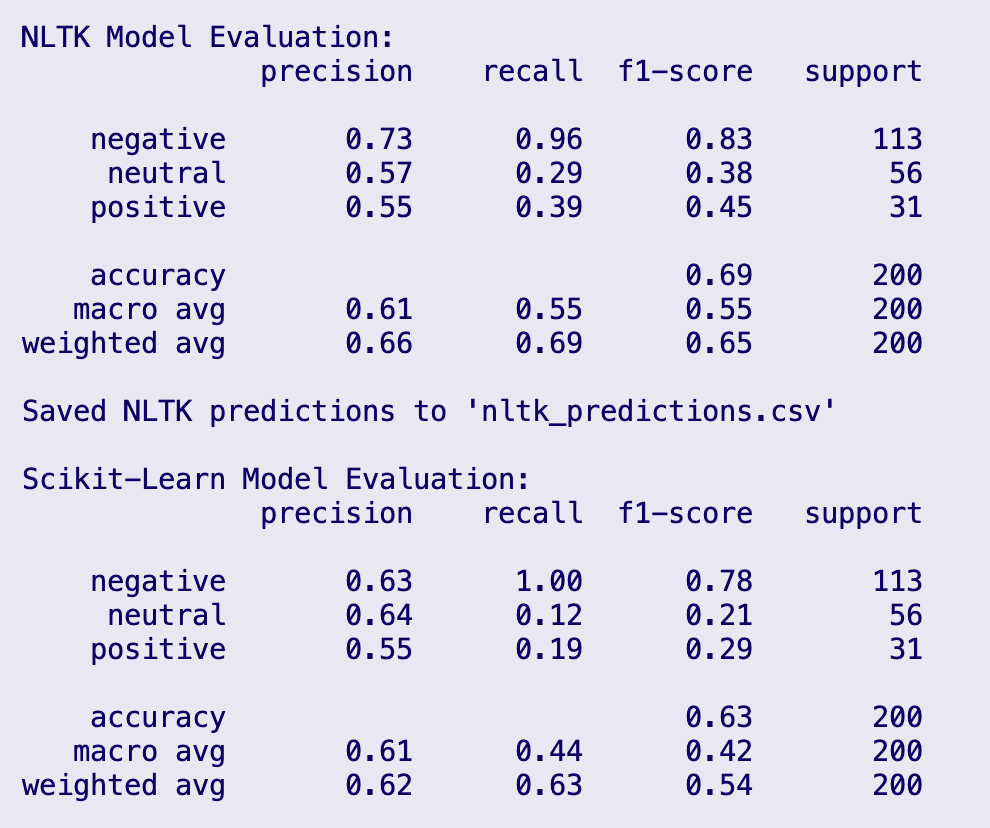 NLTK Model Evaluation:
precision recall f1-score support
negative 0.73 0.96 0.83 113
neutral 0.57 0.29 0.38 56
positive 0.55 0.39 0.45 31
accuracy 0.69 200
macro avg 0.61 0.55 0.55 200
weighted avg 0.66 0.69 0.65 200
Saved NLTK predictions to 'nltk_predictions.csv'
Scikit-Learn Model Evaluation:
precision recall f1-score support
negative 0.63 1.00 0.78 113
neutral 0.64 0.12 0.21 56
positive 0.55 0.19 0.29 31
accuracy 0.63 200
macro avg 0.61 0.44 0.42 200
weighted avg 0.62 0.63 0.54 200